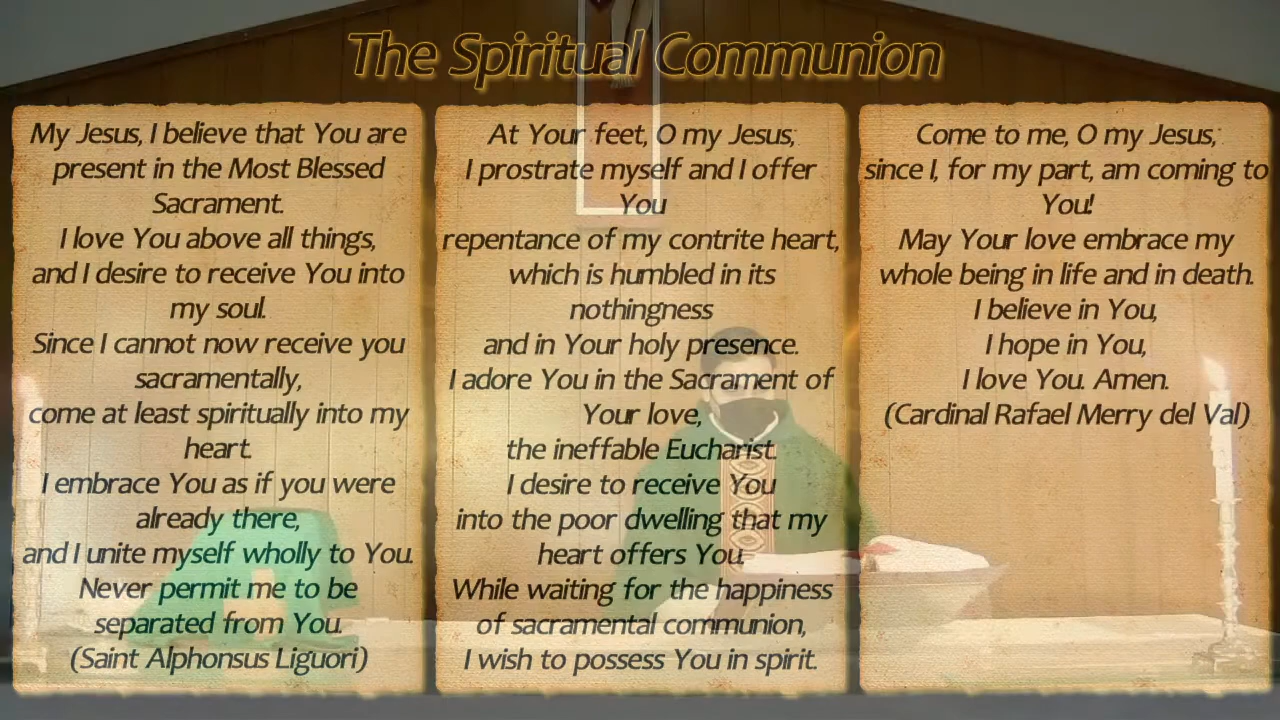 The Spiritual Communion
My Jesus, I believe that You are
present in the Most Blessed
Sacrament.
I love You above all things,
and I desire to receive You into
my soul.
Since I cannot now receive you
sacramentally,
come at least spiritually into my
heart.
I embrace You as if you were
already there,
and I unite myself wholly to You.
Never permit me to be
separated from You.
(Saint Alphonsus Liguori)
At Your feet, O my Jesus,
I prostrate myself and I offer
You
repentance of my contrite heart,
which is humbled in its
nothingness
and in Your holy presence.
I adore You in the Sacrament of
Your love,
the ineffable Eucharist.
I desire to receive You
into the poor dwelling that my
heart offers You.
While waiting for the happiness
of sacramental communion,
I wish to possess You in spirit.
Come to me, O my Jesus,
since I, for my part, am coming to
You!
May Your love embrace my
whole being in life and in death.
I believe in You,
I hope in You,
I love You. Amen.
(Cardinal Rafael Merry del Val)